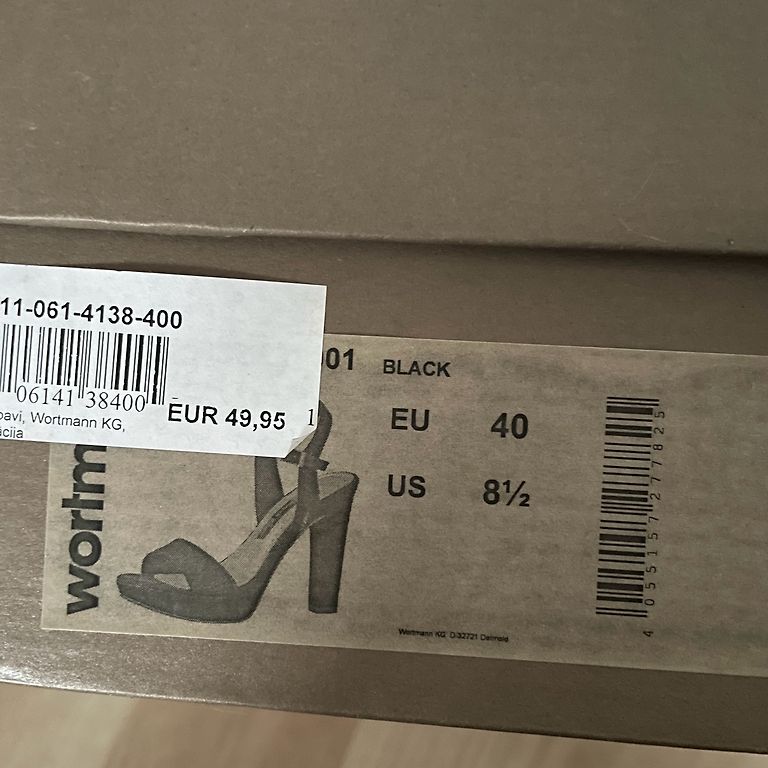 11-061-4138-400
06141 38400
EUR 49,95 1
Wortmann KG,
001 BLACK
EU 40
US 8½
wortm
4 055157 277825
Wortmann KG D-32721 Detmold